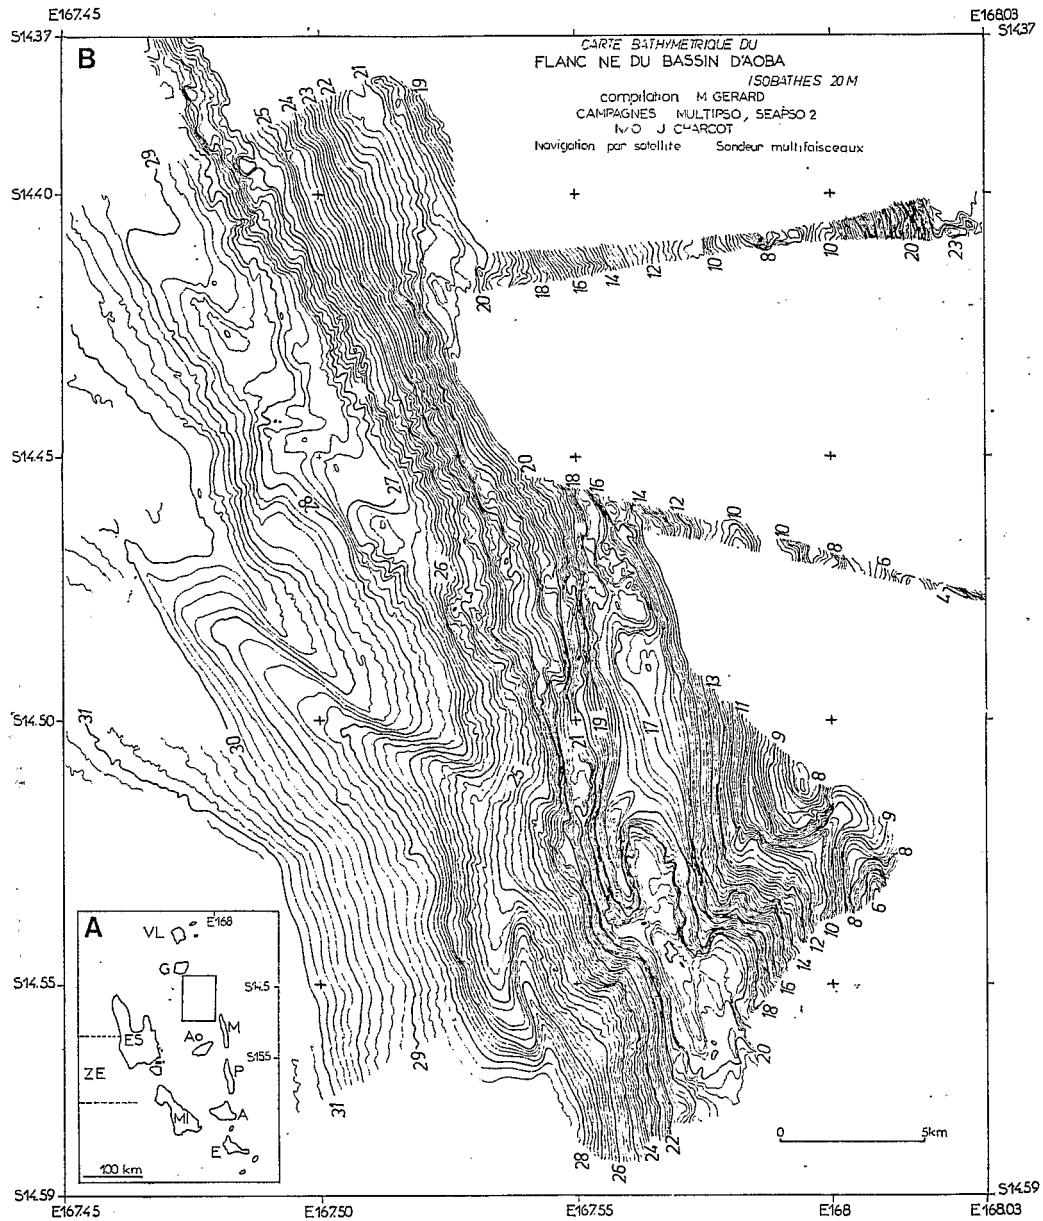 E167.45
E168.03
S14.37
S14.37
B
CARTE BATHYMETRIQUE DU
FLANC NE DU BASSIN D'AOBA
ISOBATHES 20 M
compilation M GERARD
CAMPAGNES MULTIPSO, SEAPSO 2
N/O J CHARCOT
Navigation par satellite Sondeur multifaisceaux
25
24
23
22
21
19
29
S14.40
20
18
16
14
12
10
8
10
20
23
S14.45
20
18
16
14
12
10
10
8
6
4
28
27
26
13
11
9
8
9
8
S14.50
31
30
25
21
19
17
6
8
8
10
12
14
16
18
20
S14.55
A
E168
VL
G
S14.5
ES
Ao
M
S15.5
ZE
P
MI
A
E
100 km
29
31
28
26
24
22
0
5km
S14.59
S14.59
E167.45
E167.50
E167.55
E168
E168.03